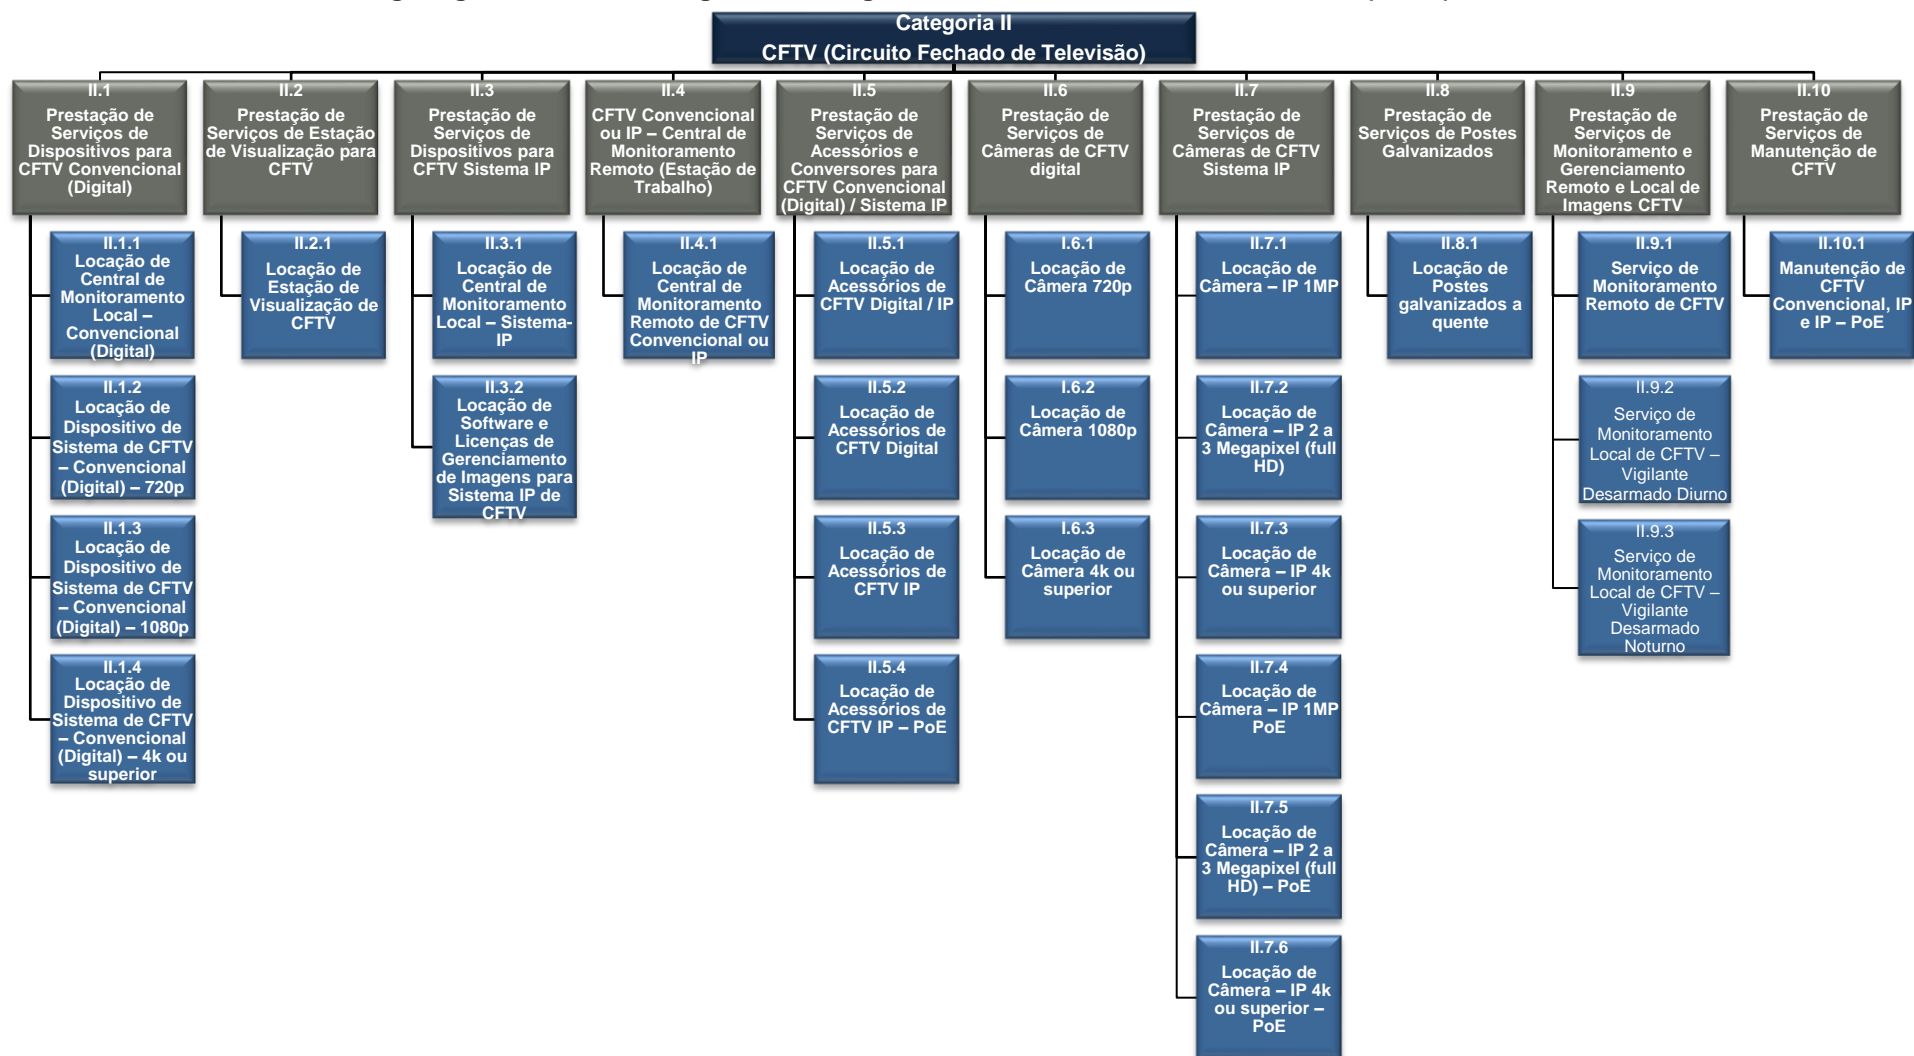 Categoria II
CFTV (Circuito Fechado de Televisão)
II.1
Prestação de
Serviços de
Dispositivos para
CFTV Convencional
(Digital)
II.2
Prestação de
Serviços de Estação
de Visualização para
CFTV
II.3
Prestação de
Serviços de
Dispositivos para
CFTV Sistema IP
II.4
CFTV Convencional
ou IP – Central de
Monitoramento
Remoto (Estação de
Trabalho)
II.5
Prestação de
Serviços de
Acessórios e
Conversores para
CFTV Convencional
(Digital) / Sistema IP
II.6
Prestação de
Serviços de
Câmeras de CFTV
digital
II.7
Prestação de
Serviços de
Câmeras de CFTV
Sistema IP
II.8
Prestação de
Serviços de Postes
Galvanizados
II.9
Prestação de
Serviços de
Monitoramento e
Gerenciamento
Remoto e Local de
Imagens CFTV
II.10
Prestação de
Serviços de
Manutenção de
CFTV
II.1.1
Locação de
Central de
Monitoramento
Local –
Convencional
(Digital)
II.1.2
Locação de
Dispositivo de
Sistema de CFTV
– Convencional
(Digital) – 720p
II.1.3
Locação de
Dispositivo de
Sistema de CFTV
– Convencional
(Digital) – 1080p
II.1.4
Locação de
Dispositivo de
Sistema de CFTV
– Convencional
(Digital) – 4k ou
superior
II.2.1
Locação de
Estação de
Visualização de
CFTV
II.3.1
Locação de
Central de
Monitoramento
Local – Sistema-
IP
II.3.2
Locação de
Software e
Licenças de
Gerenciamento
de Imagens para
Sistema IP de
CFTV
II.4.1
Locação de
Central de
Monitoramento
Remoto de CFTV
Convencional ou
IP
II.5.1
Locação de
Acessórios de
CFTV Digital / IP
II.5.2
Locação de
Acessórios de
CFTV Digital
II.5.3
Locação de
Acessórios de
CFTV IP
II.5.4
Locação de
Acessórios de
CFTV IP – PoE
I.6.1
Locação de
Câmera 720p
I.6.2
Locação de
Câmera 1080p
I.6.3
Locação de
Câmera 4k ou
superior
II.7.1
Locação de
Câmera – IP 1MP
II.7.2
Locação de
Câmera – IP 2 a
3 Megapixel (full
HD)
II.7.3
Locação de
Câmera – IP 4k
ou superior
II.7.4
Locação de
Câmera – IP 1MP
PoE
II.7.5
Locação de
Câmera – IP 2 a
3 Megapixel (full
HD) – PoE
II.7.6
Locação de
Câmera – IP 4k
ou superior –
PoE
II.8.1
Locação de
Postes
galvanizados a
quente
II.9.1
Serviço de
Monitoramento
Remoto de CFTV
II.9.2
Serviço de
Monitoramento
Local de CFTV –
Vigilante
Desarmado Diurno
II.9.3
Serviço de
Monitoramento
Local de CFTV –
Vigilante
Desarmado
Noturno
II.10.1
Manutenção de
CFTV
Convencional, IP
e IP – PoE